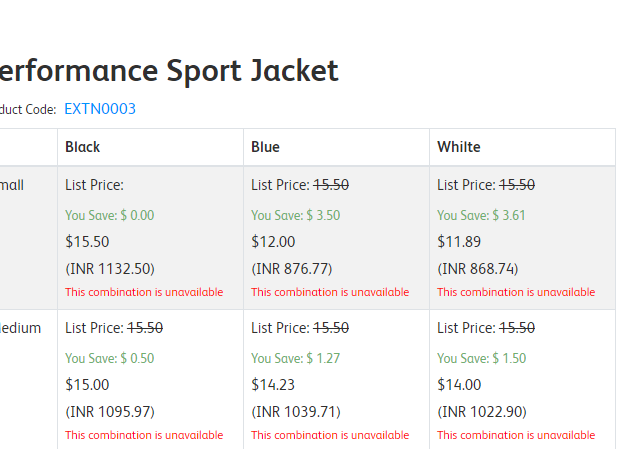 erformance Sport Jacket
duct Code: EXTN0003
Black Blue Whilte
mall List Price: List Price: 15.50 List Price: 15.50
You Save: $ 0.00 You Save: $ 3.50 You Save: $ 3.61
$15.50 $12.00 $11.89
(INR 1132.50) (INR 876.77) (INR 868.74)
This combination is unavailable This combination is unavailable This combination is unavailable
edium List Price: 15.50 List Price: 15.50 List Price: 15.50
You Save: $ 0.50 You Save: $ 1.27 You Save: $ 1.50
$15.00 $14.23 $14.00
(INR 1095.97) (INR 1039.71) (INR 1022.90)
This combination is unavailable This combination is unavailable This combination is unavailable